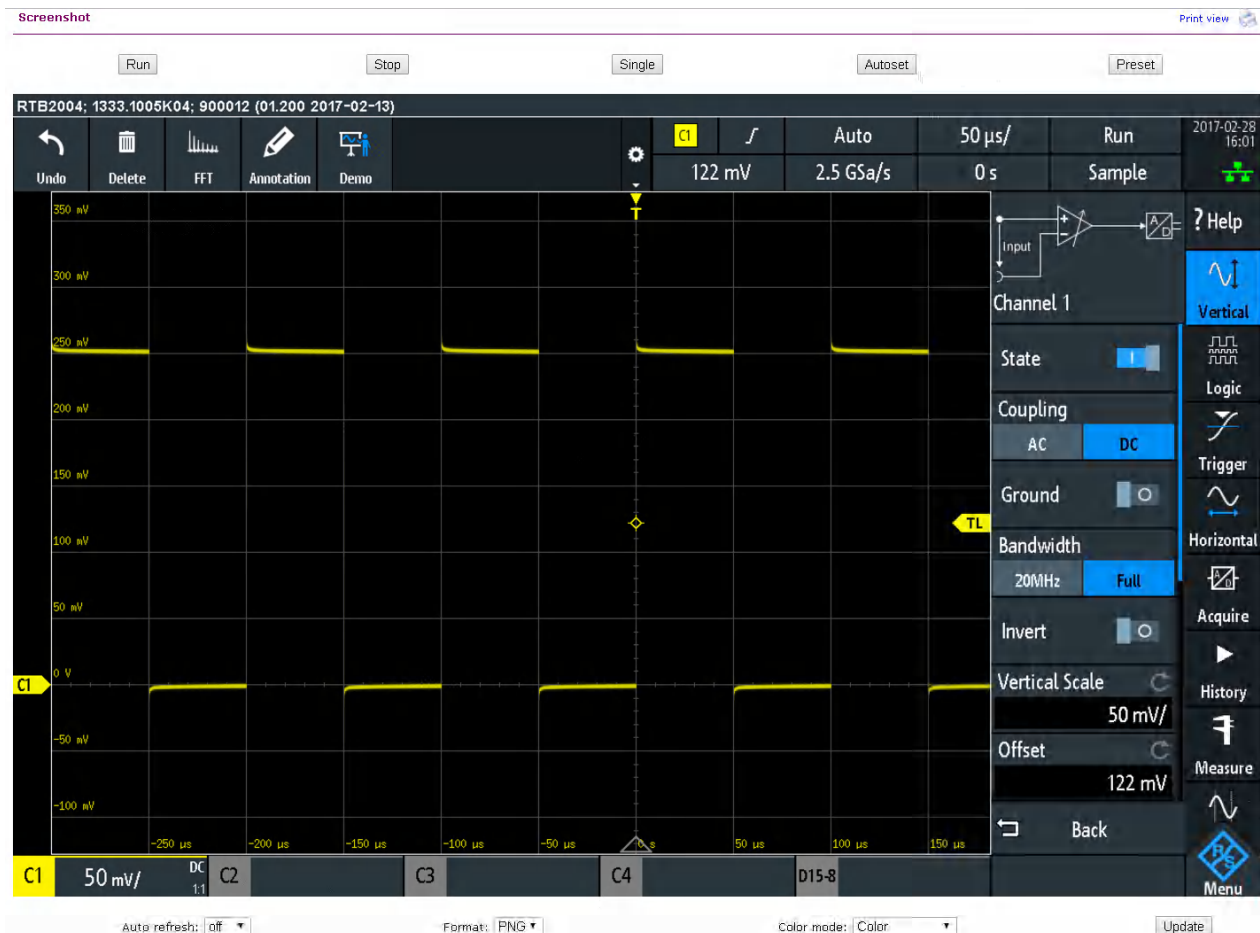 Screenshot
Print view
Run
Stop
Single
Autoset
Preset
RTB2004; 1333.1005K04; 900012 (01.200 2017-02-13)
Undo
Delete
FFT
Annotation
Demo
C1
Auto
50 µs/
Run
122 mV
2.5 GSa/s
0 s
Sample
2017-02-28
16:01
T
350 mV
300 mV
250 mV
200 mV
150 mV
100 mV
50 mV
0 V
-50 mV
-100 mV
TL
C1
-250 µs
-200 µs
-150 µs
-100 µs
-50 µs
0 s
50 µs
100 µs
150 µs
Input
A/D
Channel 1
State
Coupling
AC
DC
Ground
Bandwidth
20MHz
Full
Invert
Vertical Scale
50 mV/
Offset
122 mV
Back
? Help
Vertical
Logic
Trigger
Horizontal
A/D
Acquire
History
Measure
R/S
Menu
C1
50 mV/
DC
1:1
C2
C3
C4
D15-8
Auto refresh: off
Format: PNG
Color mode: Color
Update